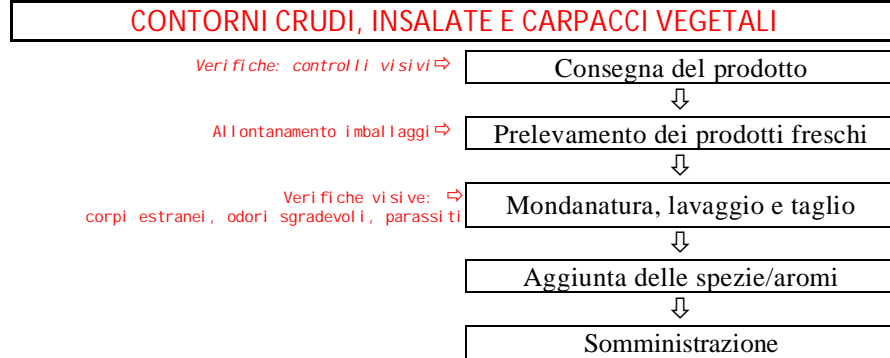 CONTORNI CRUDI, INSALATE E CARPACCI VEGETALI
Verifiche: controlli visivi⇨
Consegna del prodotto
⇩
Allontanamento imballaggi⇨
Prelevamento dei prodotti freschi
⇩
Verifiche visive: ⇨
corpi estranei, odori sgradevoli, parassiti
Mondanatura, lavaggio e taglio
⇩
Aggiunta delle spezie/aromi
⇩
Somministrazione